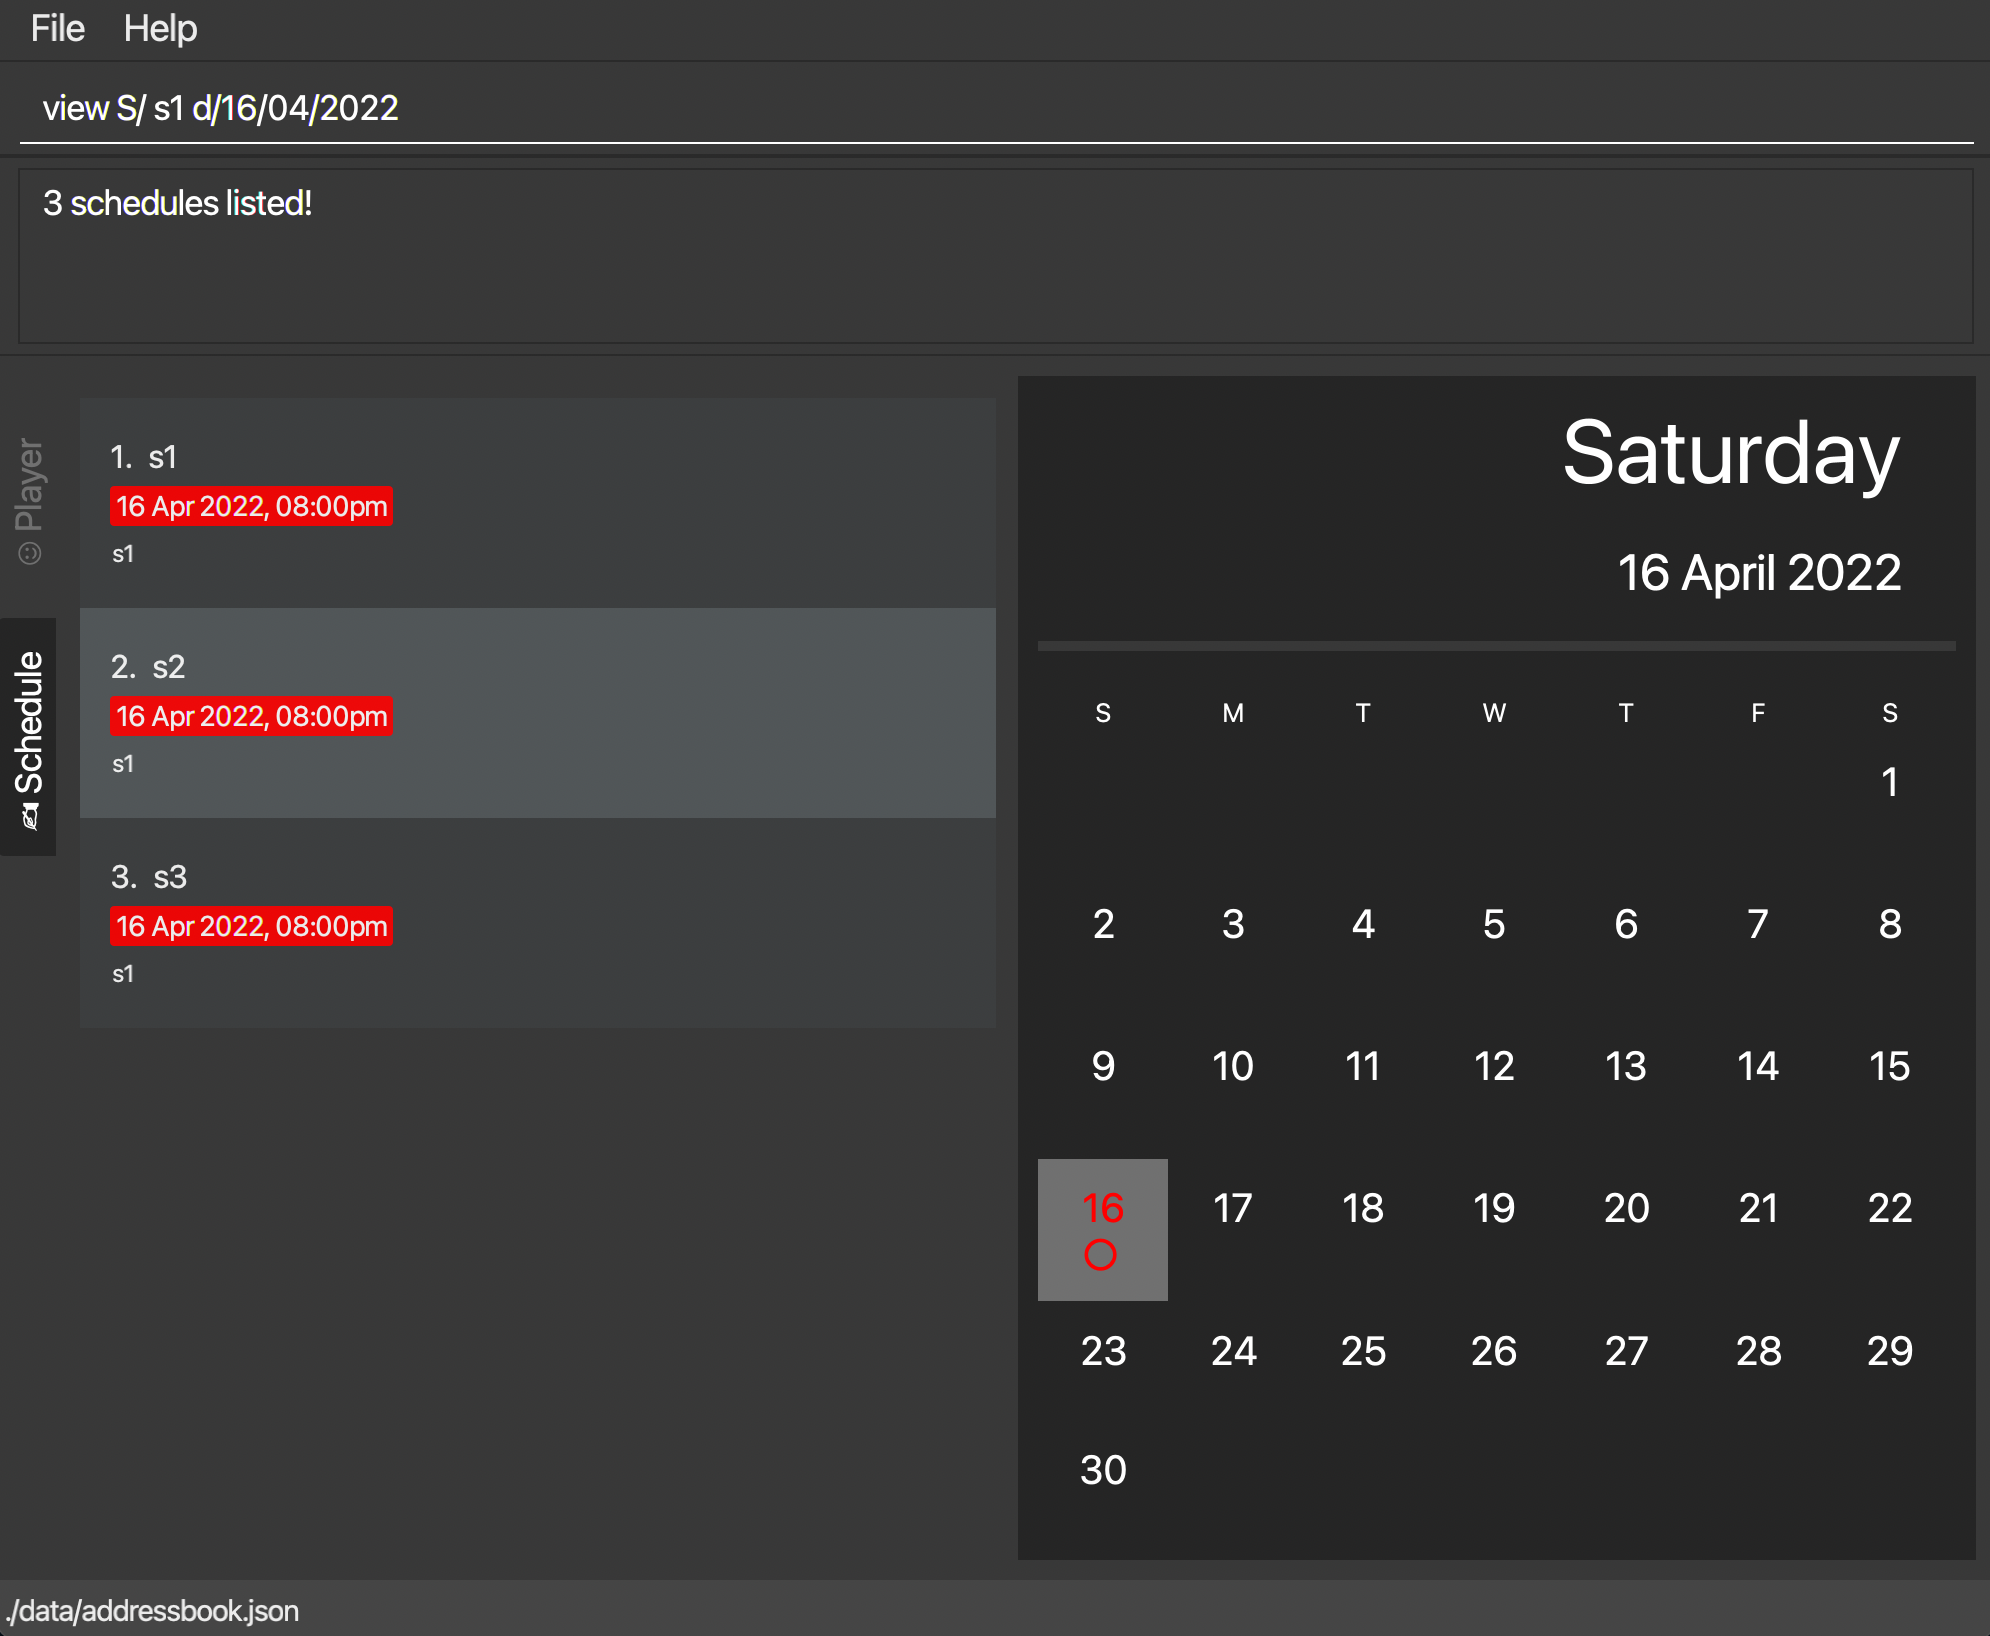 File Help
view S/ s1 d/16/04/2022
3 schedules listed!
Player
Schedule
1. s1
16 Apr 2022, 08:00pm
s1
2. s2
16 Apr 2022, 08:00pm
s1
3. s3
16 Apr 2022, 08:00pm
s1
Saturday
16 April 2022
S M T W T F S
1
2 3 4 5 6 7 8
9 10 11 12 13 14 15
16 17 18 19 20 21 22
23 24 25 26 27 28 29
30
./data/addressbook.json